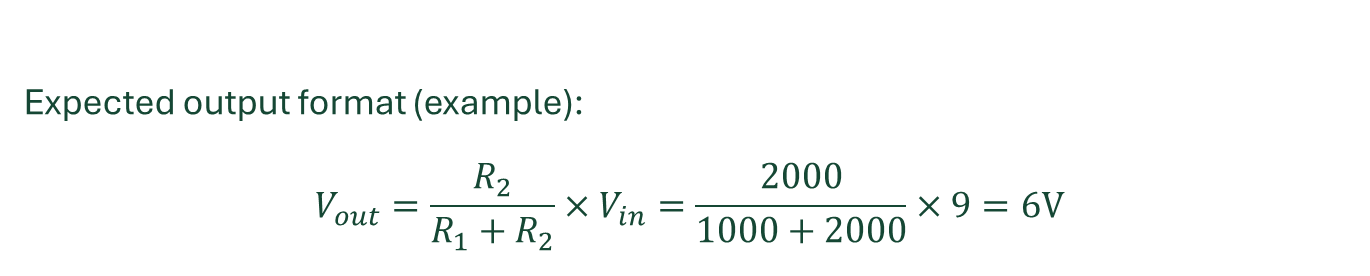 Expected output format (example):
V_out = R_2 / (R_1 + R_2) × V_in = 2000 / (1000 + 2000) × 9 = 6V